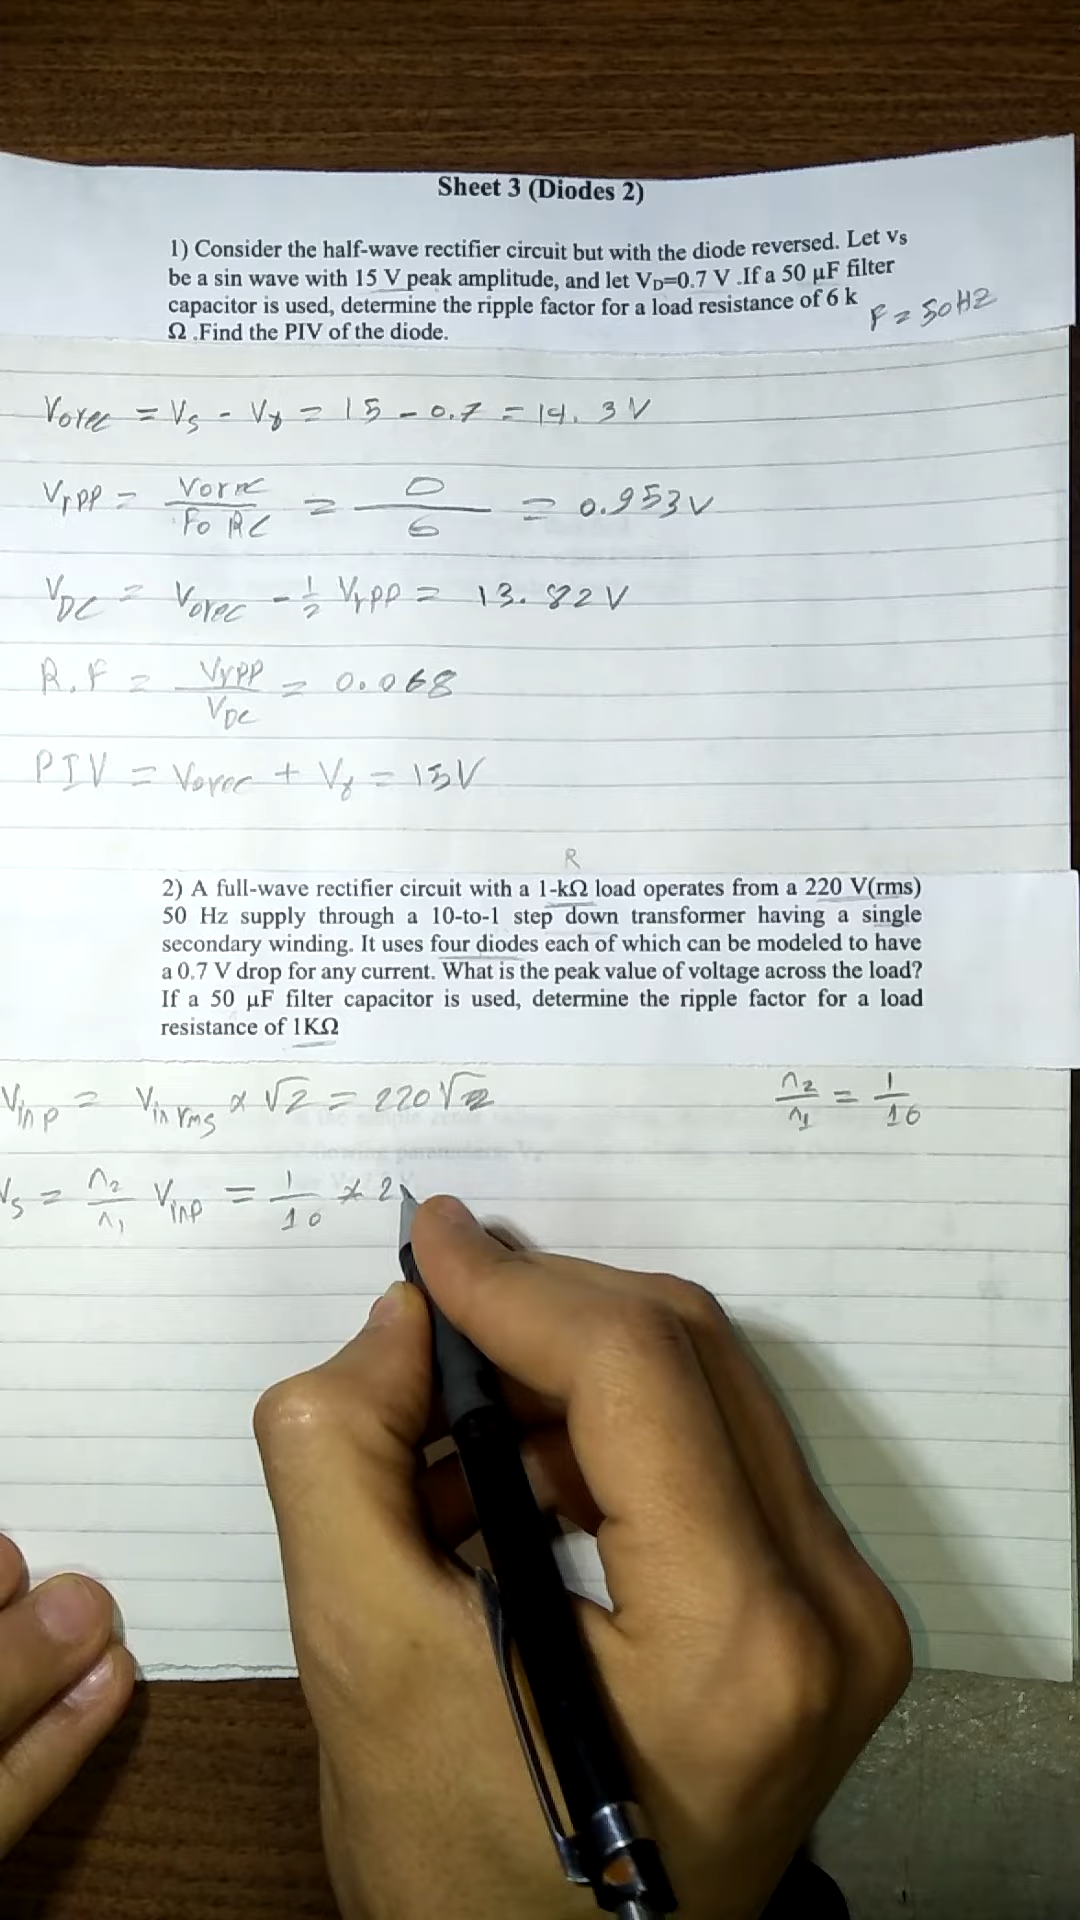 Sheet 3 (Diodes 2)
1) Consider the half-wave rectifier circuit but with the diode reversed. Let vs
be a sin wave with 15 V peak amplitude, and let VD=0.7 V .If a 50 μF filter
capacitor is used, determine the ripple factor for a load resistance of 6 k
Ω .Find the PIV of the diode.
F = 50HZ
Vorec = Vs - Vγ = 15 - 0.7 = 14.3V
VrPP = Vorec / Fo RC = / = 0.953V
VDC = Vorec - 1/2 VrPP = 13.82V
R.F = VrPP / VDC = 0.068
PIV = Vorec + Vγ = 15V
R
2) A full-wave rectifier circuit with a 1-kΩ load operates from a 220 V(rms)
50 Hz supply through a 10-to-1 step down transformer having a single
secondary winding. It uses four diodes each of which can be modeled to have
a 0.7 V drop for any current. What is the peak value of voltage across the load?
If a 50 μF filter capacitor is used, determine the ripple factor for a load
resistance of 1KΩ
Vin p = Vin rms * √2 = 220√2
n2/n1 = 1/10
Vs = n2/n1 Vinp = 1/10 * 2